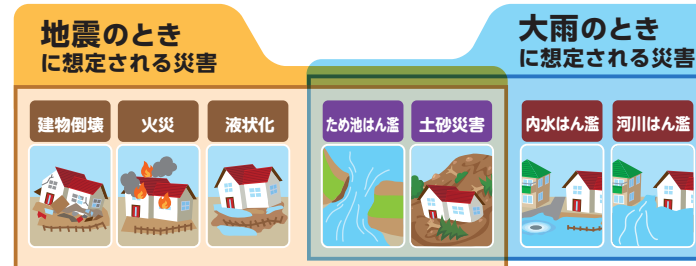 地震のとき
に想定される災害
大雨のとき
に想定される災害
建物倒壊
火災
液状化
ため池はん濫
土砂災害
内水はん濫
河川はん濫